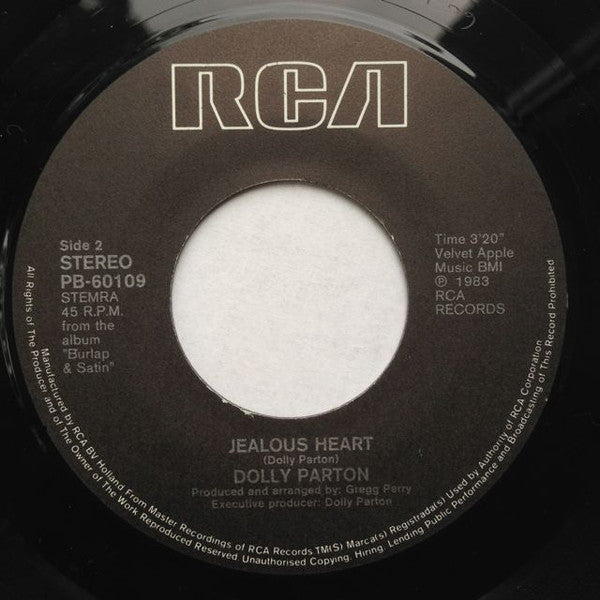 RCA
Side 2
STEREO
PB-60109
STEMRA
45 R.P.M.
from the
album
"Burlap
& Satin"
Time 3'20"
Velvet Apple
Music BMI
℗ 1983
RCA
RECORDS
JEALOUS HEART
(Dolly Parton)
DOLLY PARTON
Produced and arranged by: Gregg Perry
Executive producer: Dolly Parton
Manufactured by RCA BV Holland From Master Recordings of RCA Records TM(S) Marca(s) Registrada(s) Used by Authority of RCA Corporation
All Rights of The Producer and of The Owner of The Work Reproduced Reserved. Unauthorised Copying. Hiring. Lending Public Performance and Broadcasting of This Record Prohibited